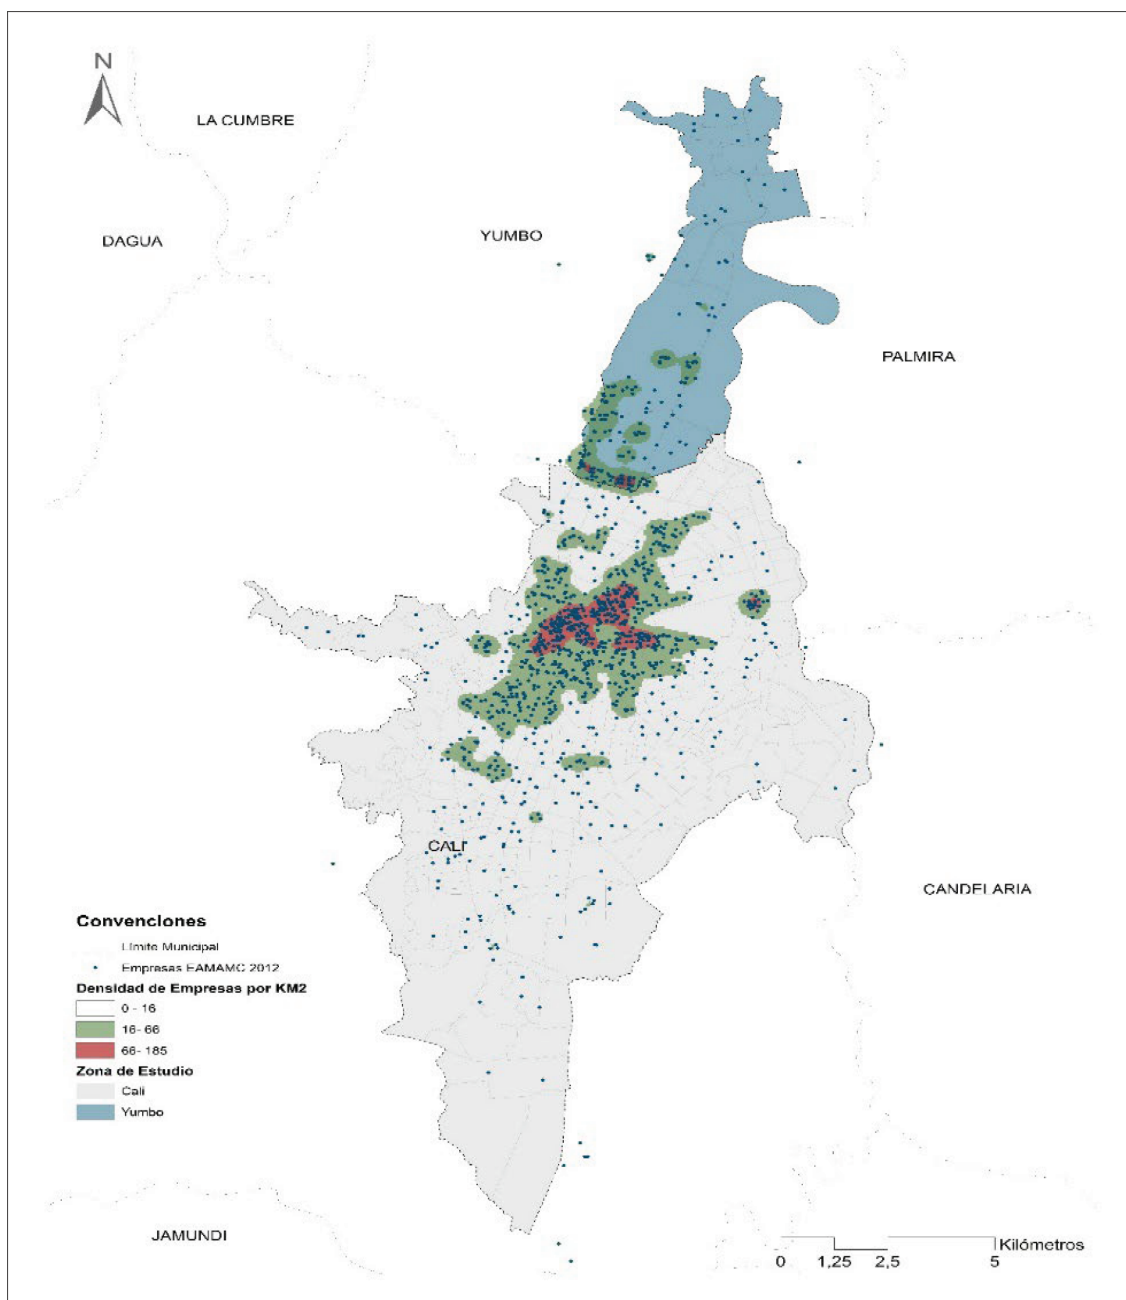 N
LA CUMBRE
DAGUA
YUMBO
PALMIRA
CALI
CANDELARIA
Convenciones
Límite Municipal
Empresas EAMAMC 2012
Densidad de Empresas por KM2
0 - 16
16- 66
66- 185
Zona de Estudio
Cali
Yumbo
JAMUNDI
Kilómetros
0 1,25 2,5 5